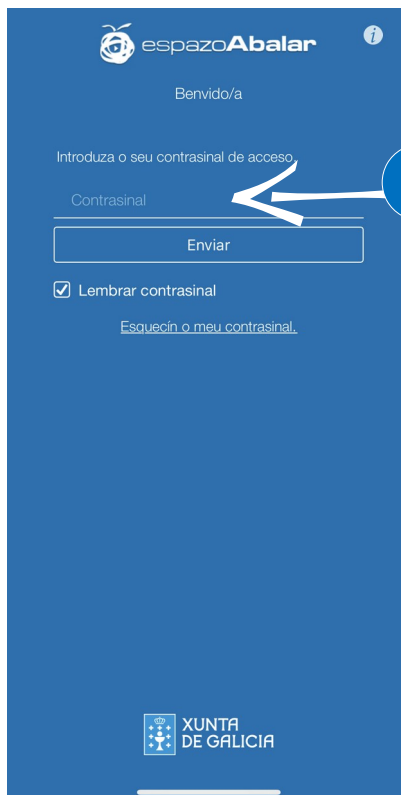 espazoAbalar
Benvido/a
Introduza o seu contrasinal de acceso.
Contrasinal
Enviar
Lembrar contrasinal
Esquecín o meu contrasinal.
XUNTA
DE GALICIA